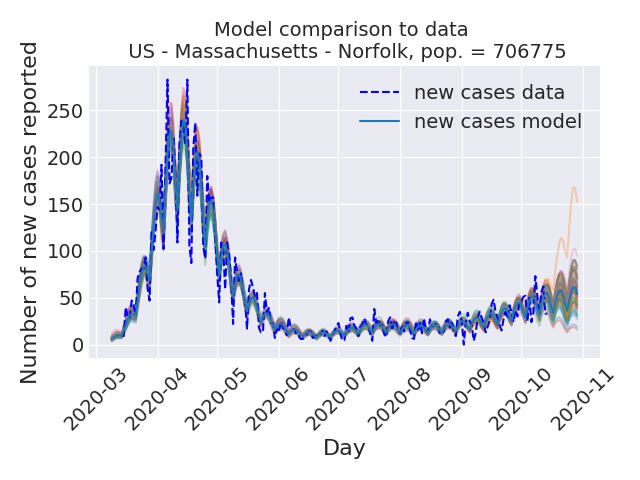 Model comparison to data
US - Massachusetts - Norfolk, pop. = 706775
Number of new cases reported
250
200
150
100
50
0
new cases data
new cases model
2020-03
2020-04
2020-05
2020-06
2020-07
2020-08
2020-09
2020-10
2020-11
Day